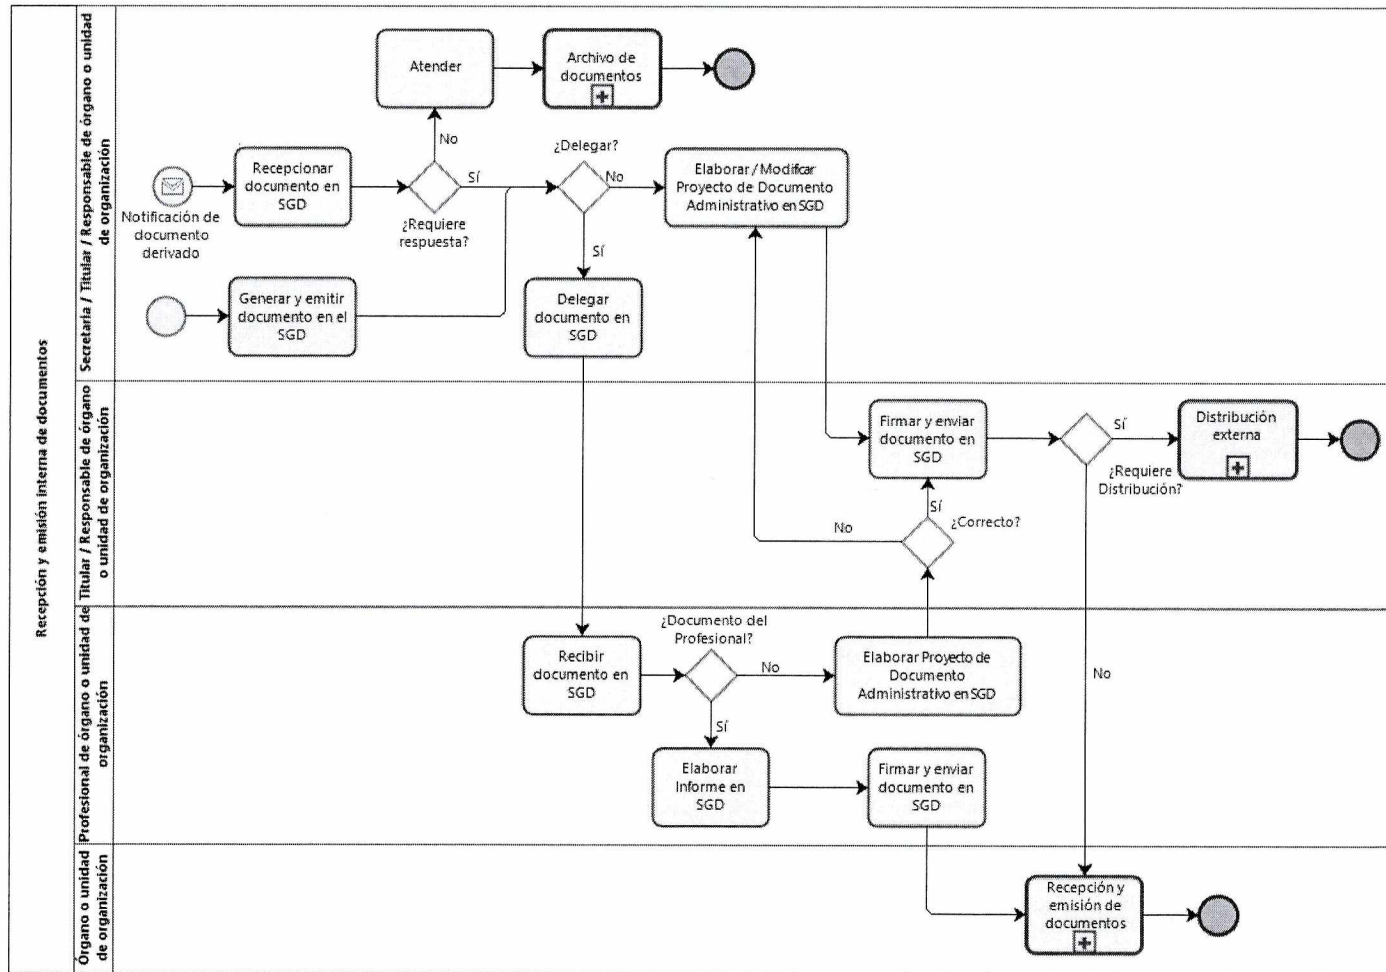 Recepción y emisión interna de documentos
Secretaria / Titular / Responsable de órgano o unidad
de organización
Atender
Archivo de
documentos
No
¿Delegar?
Recepcionar
documento en
SGD
Sí
No
Elaborar / Modificar
Proyecto de Documento
Administrativo en SGD
Notificación de
documento
derivado
¿Requiere
respuesta?
Sí
Generar y emitir
documento en el
SGD
Delegar
documento en
SGD
Titular / Responsable de órgano
o unidad de organización
Firmar y enviar
documento en
SGD
Sí
Distribución
externa
¿Requiere
Distribución?
Sí
No
¿Correcto?
Profesional de órgano o unidad de
organización
¿Documento del
Profesional?
Recibir
documento en
SGD
No
Elaborar Proyecto de
Documento
Administrativo en SGD
No
Sí
Elaborar
Informe en
SGD
Firmar y enviar
documento en
SGD
Órgano o unidad
de organización
Recepción y
emisión de
documentos